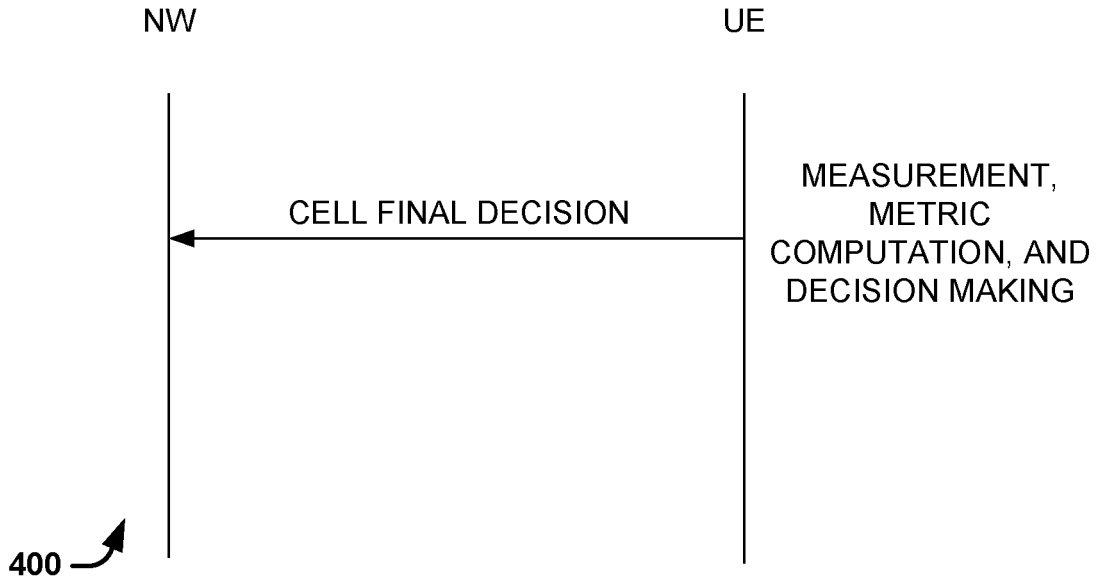 NW
UE
CELL FINAL DECISION
MEASUREMENT,
METRIC
COMPUTATION, AND
DECISION MAKING
400